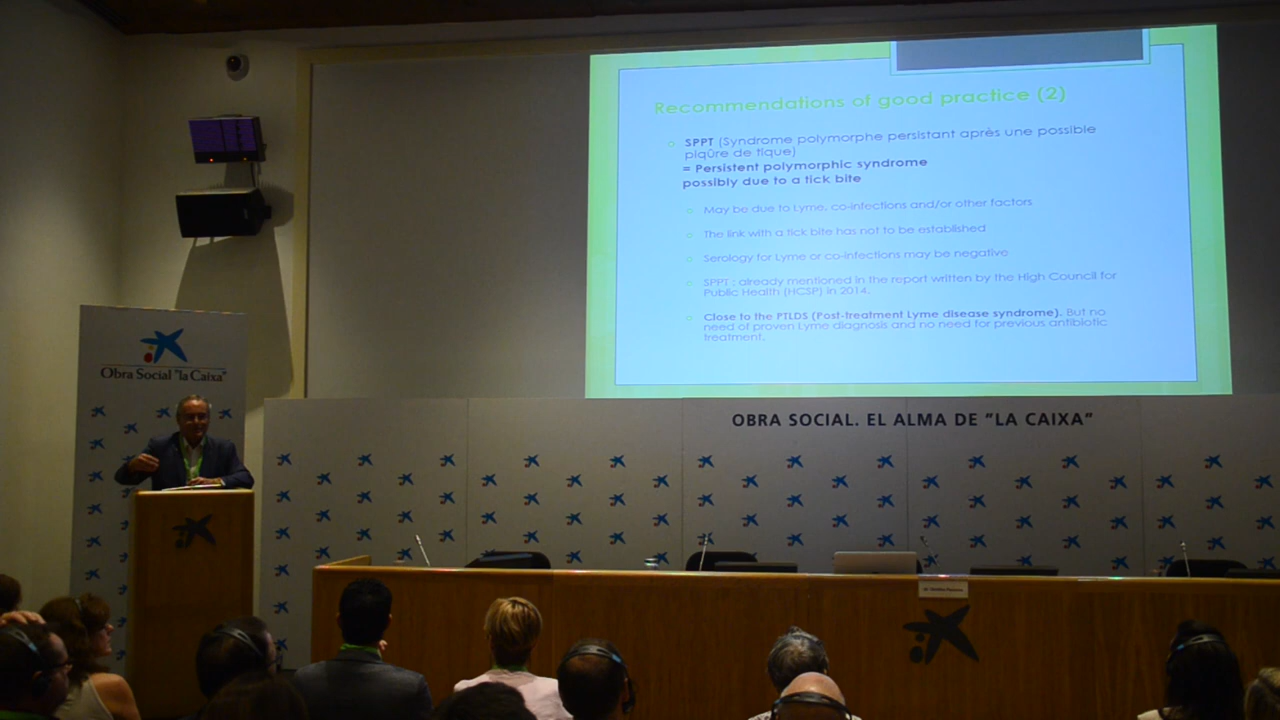 Recommendations of good practice (2)
SPPT (Syndrome polymorphe persistant après une possible
piqûre de tique)
= Persistent polymorphic syndrome
possibly due to a tick bite
May be due to Lyme, co-infections and/or other factors
The link with a tick bite has not to be established
Serology for Lyme or co-infections may be negative
SPPT : already mentioned in the report written by the High Council for
Public Health (HCSP) in 2014.
Close to the PTLDS (Post-treatment Lyme disease syndrome). But no
need of proven Lyme diagnosis and no need for previous antibiotic
treatment.
Obra Social "la Caixa"
OBRA SOCIAL. EL ALMA DE "LA CAIXA"